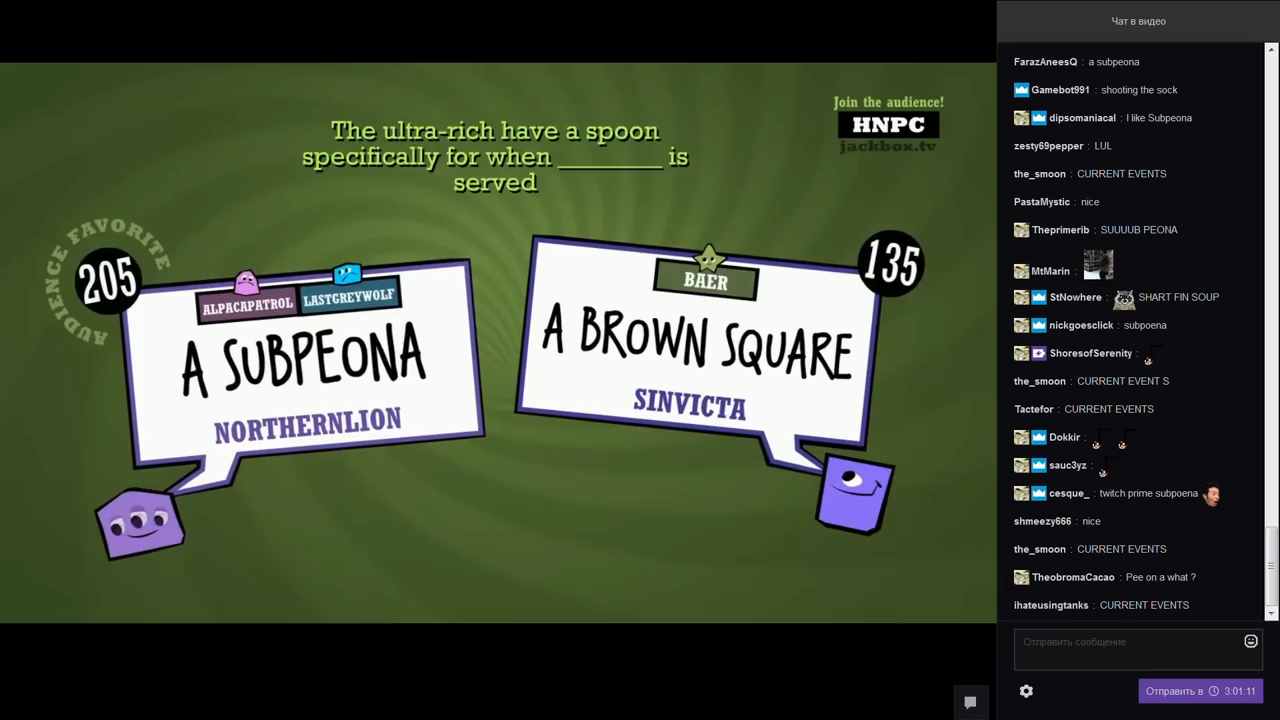 Join the audience!
HNPC
jackbox.tv
The ultra-rich have a spoon
specifically for when ________ is
served
AUDIENCE FAVORITE
AUDIENCE
205
ALPACAPATROL
LASTGREYWOLF
A SUBPEONA
NORTHERNLION
135
BAER
A BROWN SQUARE
SINVICTA
Чат в видео
FarazAneesQ : a subpeona
Gamebot991 : shooting the sock
dipsomaniacal : I like Subpeona
zesty69pepper : LUL
the_smoon : CURRENT EVENTS
PastaMystic : nice
Theprimerib : SUUUUB PEONA
MtMarin :
StNowhere : SHART FIN SOUP
nickgoesclick : subpoena
ShoresofSerenity :
the_smoon : CURRENT EVENT S
Tactefor : CURRENT EVENTS
Dokkir :
sauc3yz :
cesque_ : twitch prime subpoena
shmeezy666 : nice
the_smoon : CURRENT EVENTS
TheobromaCacao : Pee on a what ?
ihateusingtanks : CURRENT EVENTS
Отправить сообщение
Отправить в 3:01:11